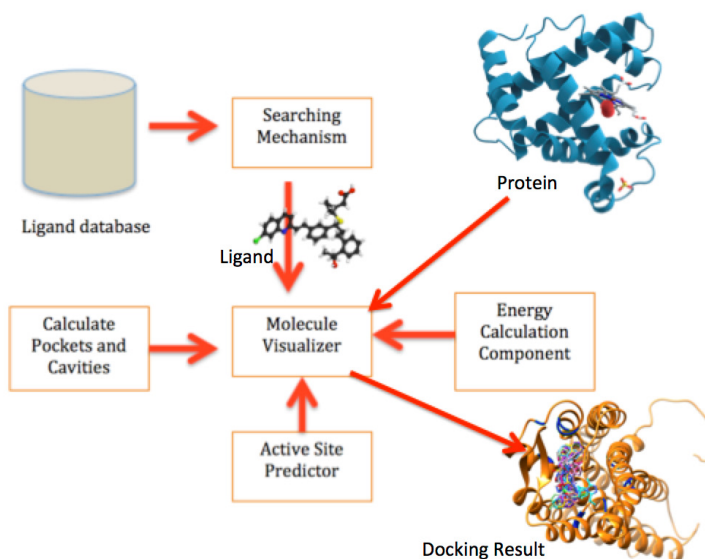 Searching
Mechanism
Protein
Ligand database
Ligand
Calculate
Pockets and
Cavities
Molecule
Visualizer
Energy
Calculation
Component
Active Site
Predictor
Docking Result